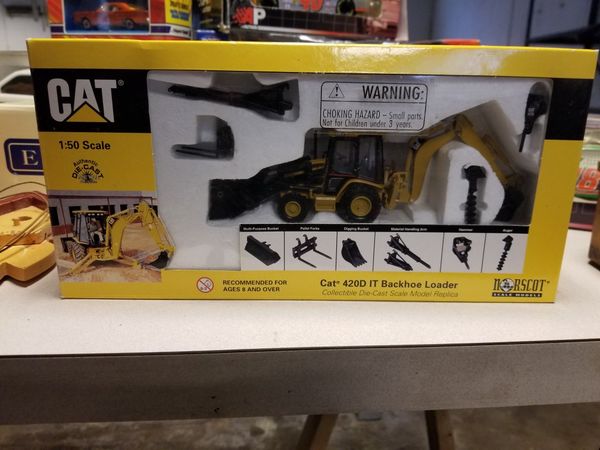 CAT®
1:50 Scale
Authentic
DIE-CAST
WARNING:
CHOKING HAZARD - Small parts.
Not for Children under 3 years.
Multi-Purpose Bucket
Pallet Forks
Digging Bucket
Material Handling Arm
Hammer
Auger
RECOMMENDED FOR
AGES 8 AND OVER
Cat® 420D IT Backhoe Loader
Collectible Die-Cast Scale Model Replica
NORSCOT
SCALE MODELS
E
AP